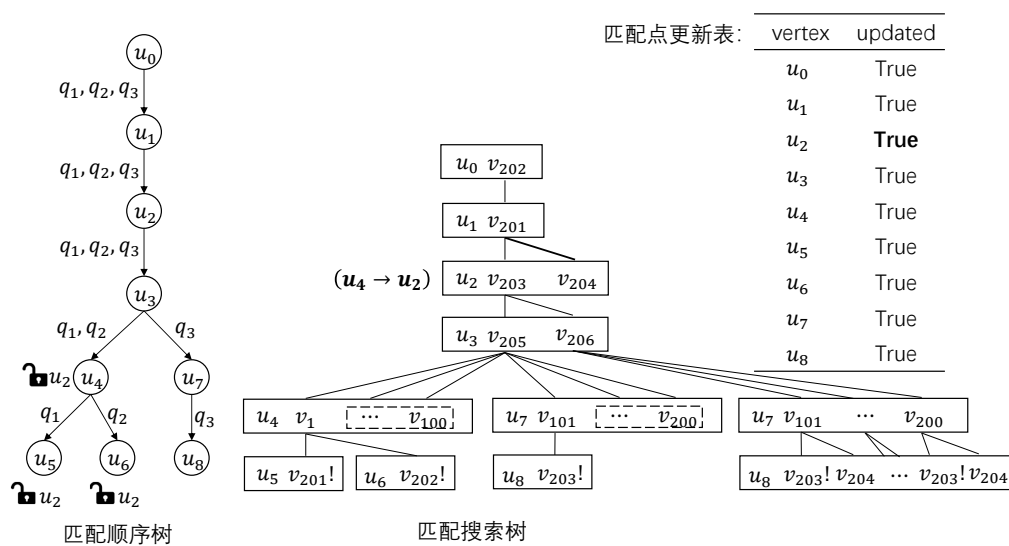 匹配点更新表:
vertex updated
u₀ True
u₁ True
u₂ True
u₃ True
u₄ True
u₅ True
u₆ True
u₇ True
u₈ True
u₀
q₁, q₂, q₃
u₁
q₁, q₂, q₃
u₂
q₁, q₂, q₃
u₃
q₁, q₂ q₃
u₂ u₄ u₇
q₁ q₂ q₃
u₅ u₆ u₈
u₂ u₂
匹配顺序树
u₀ v₂₀₂
u₁ v₂₀₁
(u₄ → u₂) u₂ v₂₀₃ v₂₀₄
u₃ v₂₀₅ v₂₀₆
u₄ v₁ ⋯ v₁₀₀ u₇ v₁₀₁ ⋯ v₂₀₀ u₇ v₁₀₁ ⋯ v₂₀₀
u₅ v₂₀₁! u₆ v₂₀₂! u₈ v₂₀₃! u₈ v₂₀₃! v₂₀₄ ⋯ v₂₀₃! v₂₀₄
匹配搜索树